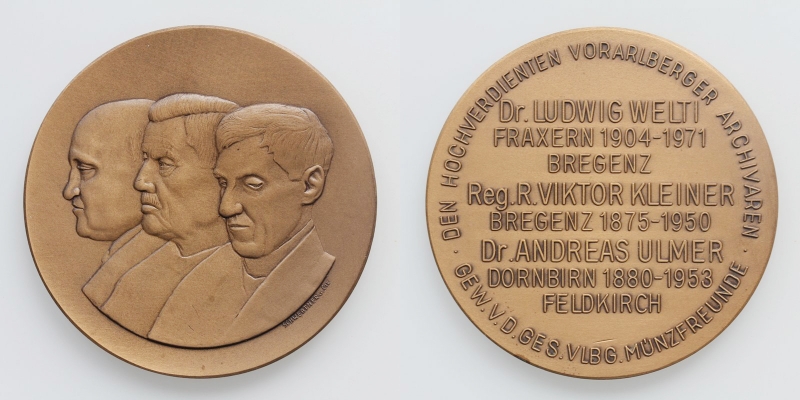 · DEN HOCHVERDIENTEN VORARLBERGER ARCHIVAREN ·
Dr. LUDWIG WELTI
FRAXERN 1904-1971
BREGENZ
Reg.R.VIKTOR KLEINER
BREGENZ 1875-1950
Dr.ANDREAS ULMER
DORNBIRN 1880-1953
FELDKIRCH
GEW.V.D.GES.VLBG.MÜNZFREUNDE